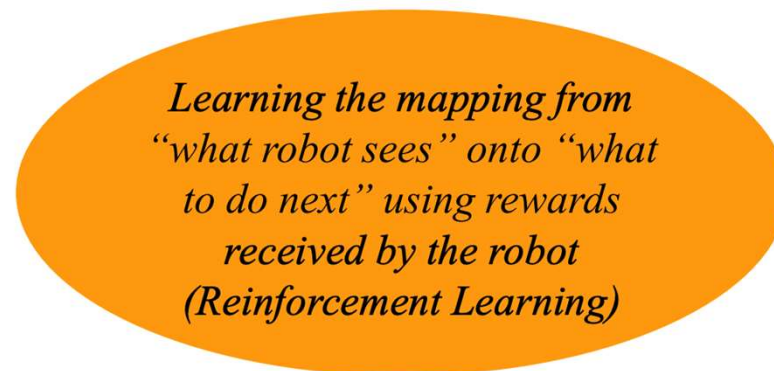 Learning the mapping from
“what robot sees” onto “what
to do next” using rewards
received by the robot
(Reinforcement Learning)